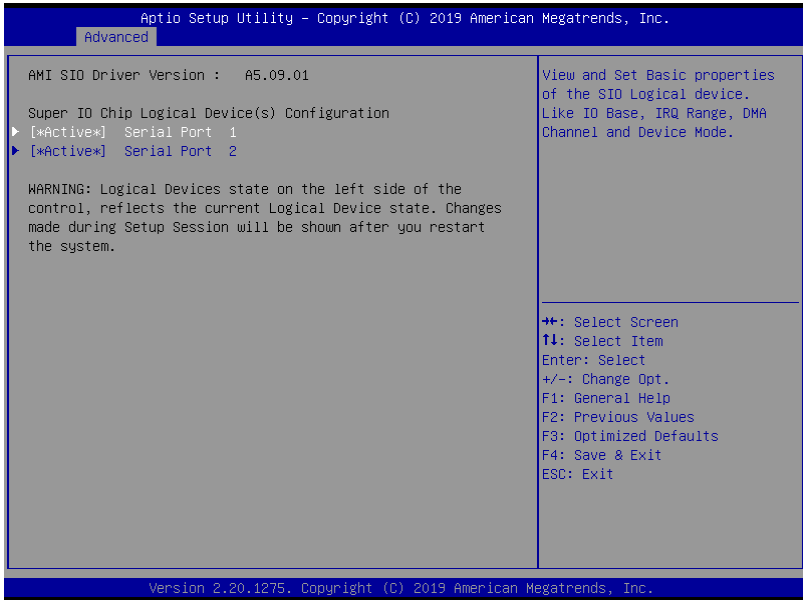 Aptio Setup Utility – Copyright (C) 2019 American Megatrends, Inc.
Advanced
AMI SIO Driver Version :   A5.09.01
Super IO Chip Logical Device(s) Configuration
▶ [*Active*]  Serial Port  1
▶ [*Active*]  Serial Port  2
WARNING: Logical Devices state on the left side of the
control, reflects the current Logical Device state. Changes
made during Setup Session will be shown after you restart
the system.
View and Set Basic properties
of the SIO Logical device.
Like IO Base, IRQ Range, DMA
Channel and Device Mode.
→←: Select Screen
↑↓: Select Item
Enter: Select
+/–: Change Opt.
F1: General Help
F2: Previous Values
F3: Optimized Defaults
F4: Save & Exit
ESC: Exit
Version 2.20.1275. Copyright (C) 2019 American Megatrends, Inc.